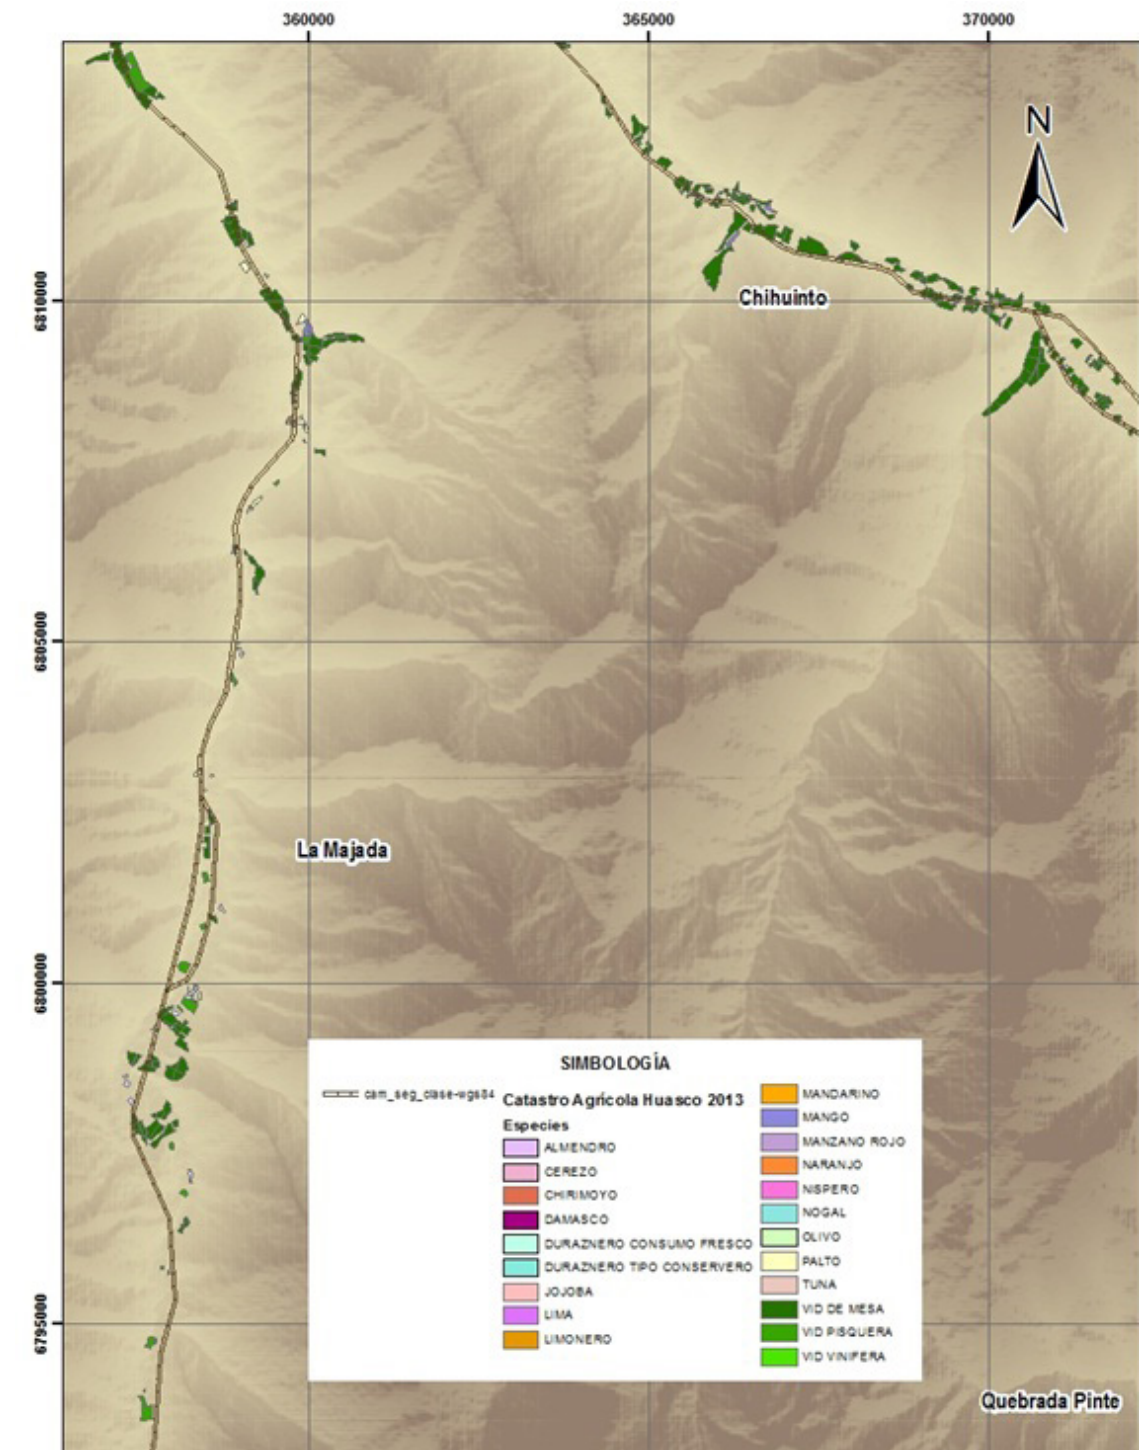 360000
365000
370000
N
6810000
Chihuinto
6805000
La Majada
6800000
SIMBOLOGÍA
cam_seg_clase-wgs84
Catastro Agrícola Huasco 2013
Especies
ALMENDRO
CEREZO
CHIRIMOYO
DAMASCO
DURAZNERO CONSUMO FRESCO
DURAZNERO TIPO CONSERVERO
JOJOBA
LIMA
LIMONERO
MANDARINO
MANGO
MANZANO ROJO
NARANJO
NISPERO
NOGAL
OLIVO
PALTO
TUNA
VID DE MESA
VID PISQUERA
VID VINIFERA
6795000
Quebrada Pinte